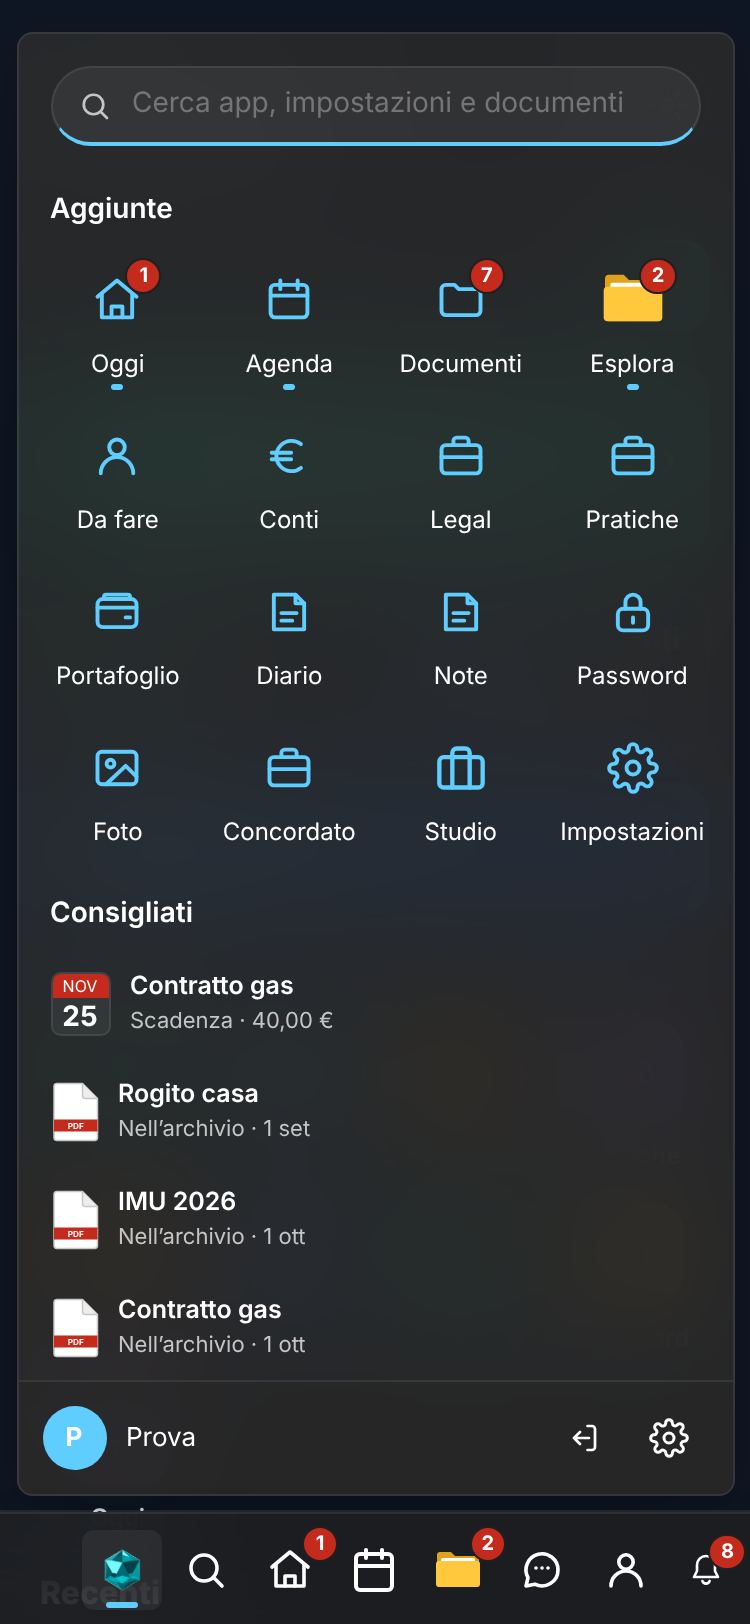 Cerca app, impostazioni e documenti
Aggiunte
1
7
2
Oggi
Agenda
Documenti
Esplora
Da fare
Conti
Legal
Pratiche
Portafoglio
Diario
Note
Password
Foto
Concordato
Studio
Impostazioni
Consigliati
NOV
25
Contratto gas
Scadenza · 40,00 €
PDF
Rogito casa
Nell’archivio · 1 set
PDF
IMU 2026
Nell’archivio · 1 ott
PDF
Contratto gas
Nell’archivio · 1 ott
P
Prova
1
2
8
Recenti